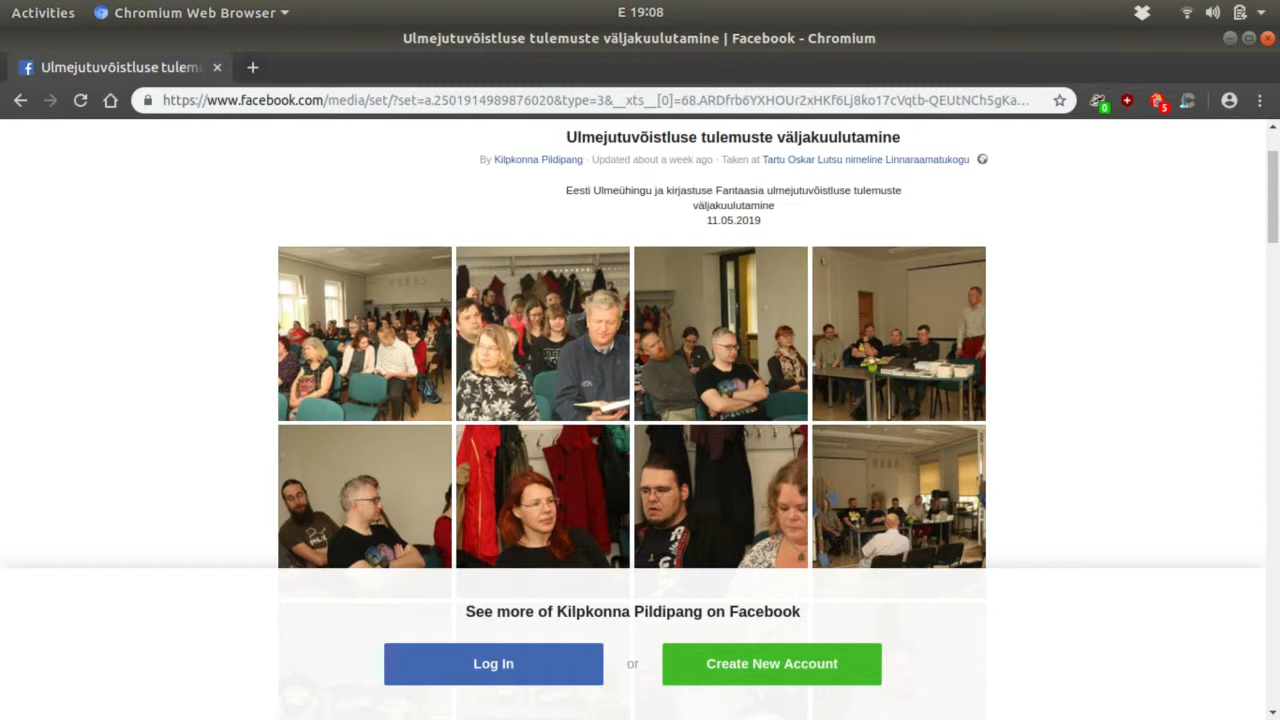 Activities Chromium Web Browser E 19:08
Ulmejutuvõistluse tulemuste väljakuulutamine | Facebook - Chromium
Ulmejutuvõistluse tulem
https://www.facebook.com/media/set/?set=a.2501914989876020&type=3&__xts__[0]=68.ARDfrb6YXHOUr2xHKf6Lj8ko17cVqtb-QEUtNCh5gKa… 0 5
Ulmejutuvõistluse tulemuste väljakuulutamine
By Kilpkonna Pildipang · Updated about a week ago · Taken at Tartu Oskar Lutsu nimeline Linnaraamatukogu
Eesti Ulmeühingu ja kirjastuse Fantaasia ulmejutuvõistluse tulemuste
väljakuulutamine
11.05.2019
See more of Kilpkonna Pildipang on Facebook
Log In or Create New Account